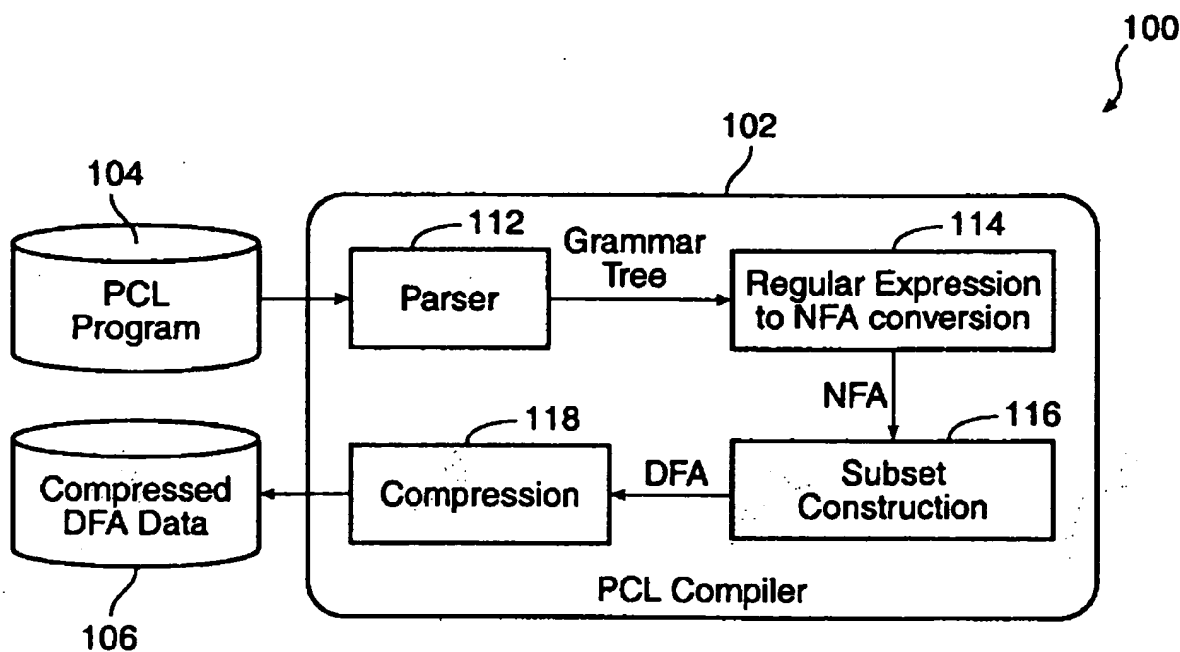 100
102
104
PCL
Program
112
Parser
Grammar
Tree
114
Regular Expression
to NFA conversion
NFA
116
Subset
Construction
DFA
118
Compression
Compressed
DFA Data
106
PCL Compiler